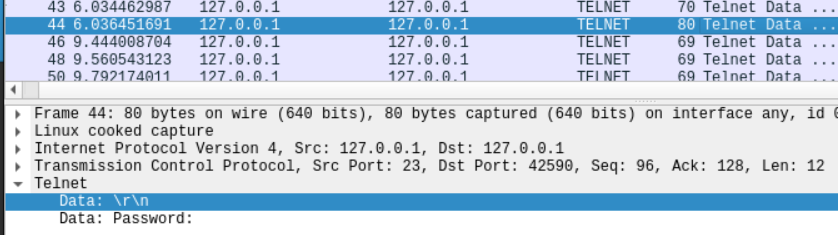 43 6.034462987 127.0.0.1 127.0.0.1 TELNET 70 Telnet Data ...
44 6.036451691 127.0.0.1 127.0.0.1 TELNET 80 Telnet Data ...
46 9.444008704 127.0.0.1 127.0.0.1 TELNET 69 Telnet Data ...
48 9.560543123 127.0.0.1 127.0.0.1 TELNET 69 Telnet Data ...
50 9.792174011 127.0.0.1 127.0.0.1 TELNET 69 Telnet Data ...
Frame 44: 80 bytes on wire (640 bits), 80 bytes captured (640 bits) on interface any, id 0
Linux cooked capture
Internet Protocol Version 4, Src: 127.0.0.1, Dst: 127.0.0.1
Transmission Control Protocol, Src Port: 23, Dst Port: 42590, Seq: 96, Ack: 128, Len: 12
Telnet
Data: \r\n
Data: Password: